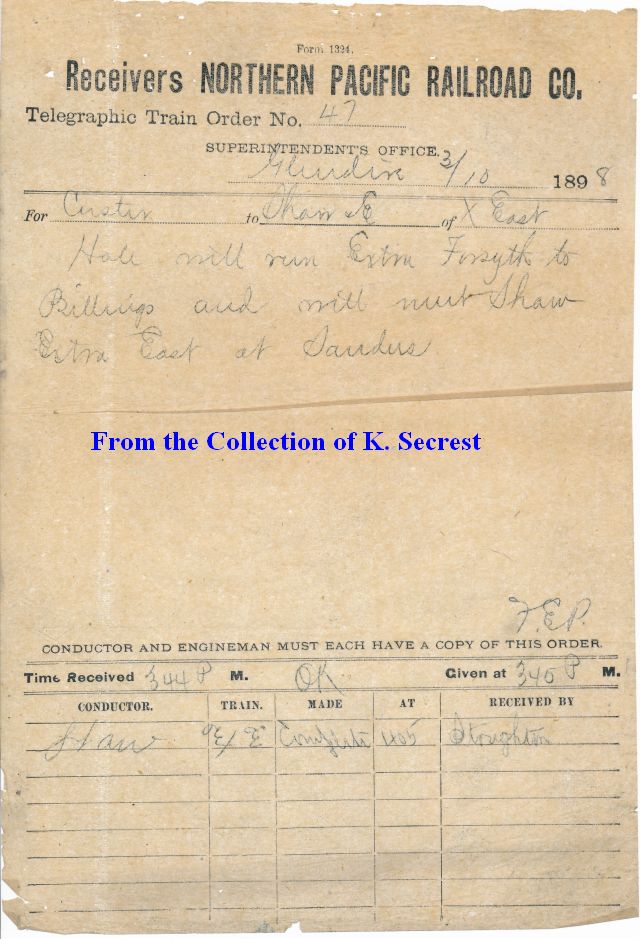 Form 1324.
Receivers NORTHERN PACIFIC RAILROAD CO.
Telegraphic Train Order No. 47
SUPERINTENDENT'S OFFICE.
Glendive 3/10 1898
For Custer to Shaw & E of X East
Hole will run Extra Forsyth to
Billings and will meet Shaw
Extra East at Sanders
From the Collection of K. Secrest
F.E.P.
CONDUCTOR AND ENGINEMAN MUST EACH HAVE A COPY OF THIS ORDER.
Time Received 344 P M. OK Given at 345 P M.
CONDUCTOR. TRAIN. MADE AT RECEIVED BY
Shaw Complete 405 Stoughton